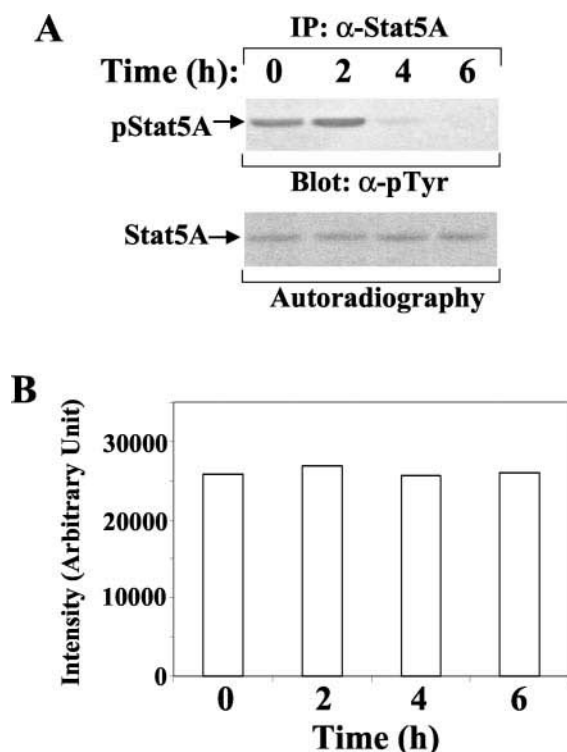 A
IP: α-Stat5A
Time (h): 0 2 4 6
pStat5A
Blot: α-pTyr
Stat5A
Autoradiography
B
Intensity (Arbitrary Unit)
30000
20000
10000
0
0 2 4 6
Time (h)